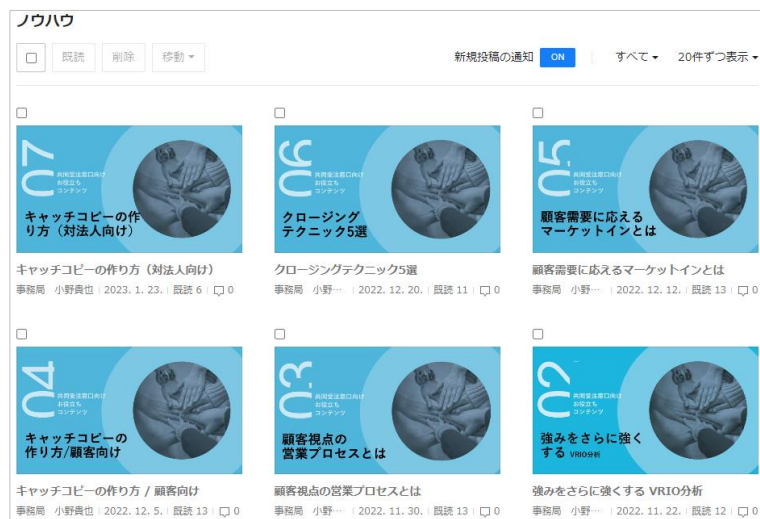 ノウハウ
既読 削除 移動 新規投稿の通知 ON すべて 20件ずつ表示
07
共同受注窓口向け
お役立ち
コンテンツ
キャッチコピーの作
り方（対法人向け）
キャッチコピーの作り方（対法人向け）
事務局 小野貴也 2023. 1. 23. 既読 6 0
06
共同受注窓口向け
お役立ち
コンテンツ
クロージング
テクニック5選
クロージングテクニック5選
事務局 小野… 2022. 12. 20. 既読 11 0
05
共同受注窓口向け
お役立ち
コンテンツ
顧客需要に応える
マーケットインとは
顧客需要に応えるマーケットインとは
事務局 小野… 2022. 12. 12. 既読 13 0
04
共同受注窓口向け
お役立ち
コンテンツ
キャッチコピーの
作り方/顧客向け
キャッチコピーの作り方 / 顧客向け
事務局 小野貴也 2022. 12. 5. 既読 13 0
03
共同受注窓口向け
お役立ち
コンテンツ
顧客視点の
営業プロセスとは
顧客視点の営業プロセスとは
事務局 小野… 2022. 11. 30. 既読 13 0
02
共同受注窓口向け
お役立ち
コンテンツ
強みをさらに強く
する VRIO分析
強みをさらに強くする VRIO分析
事務局 小野… 2022. 11. 22. 既読 12 0